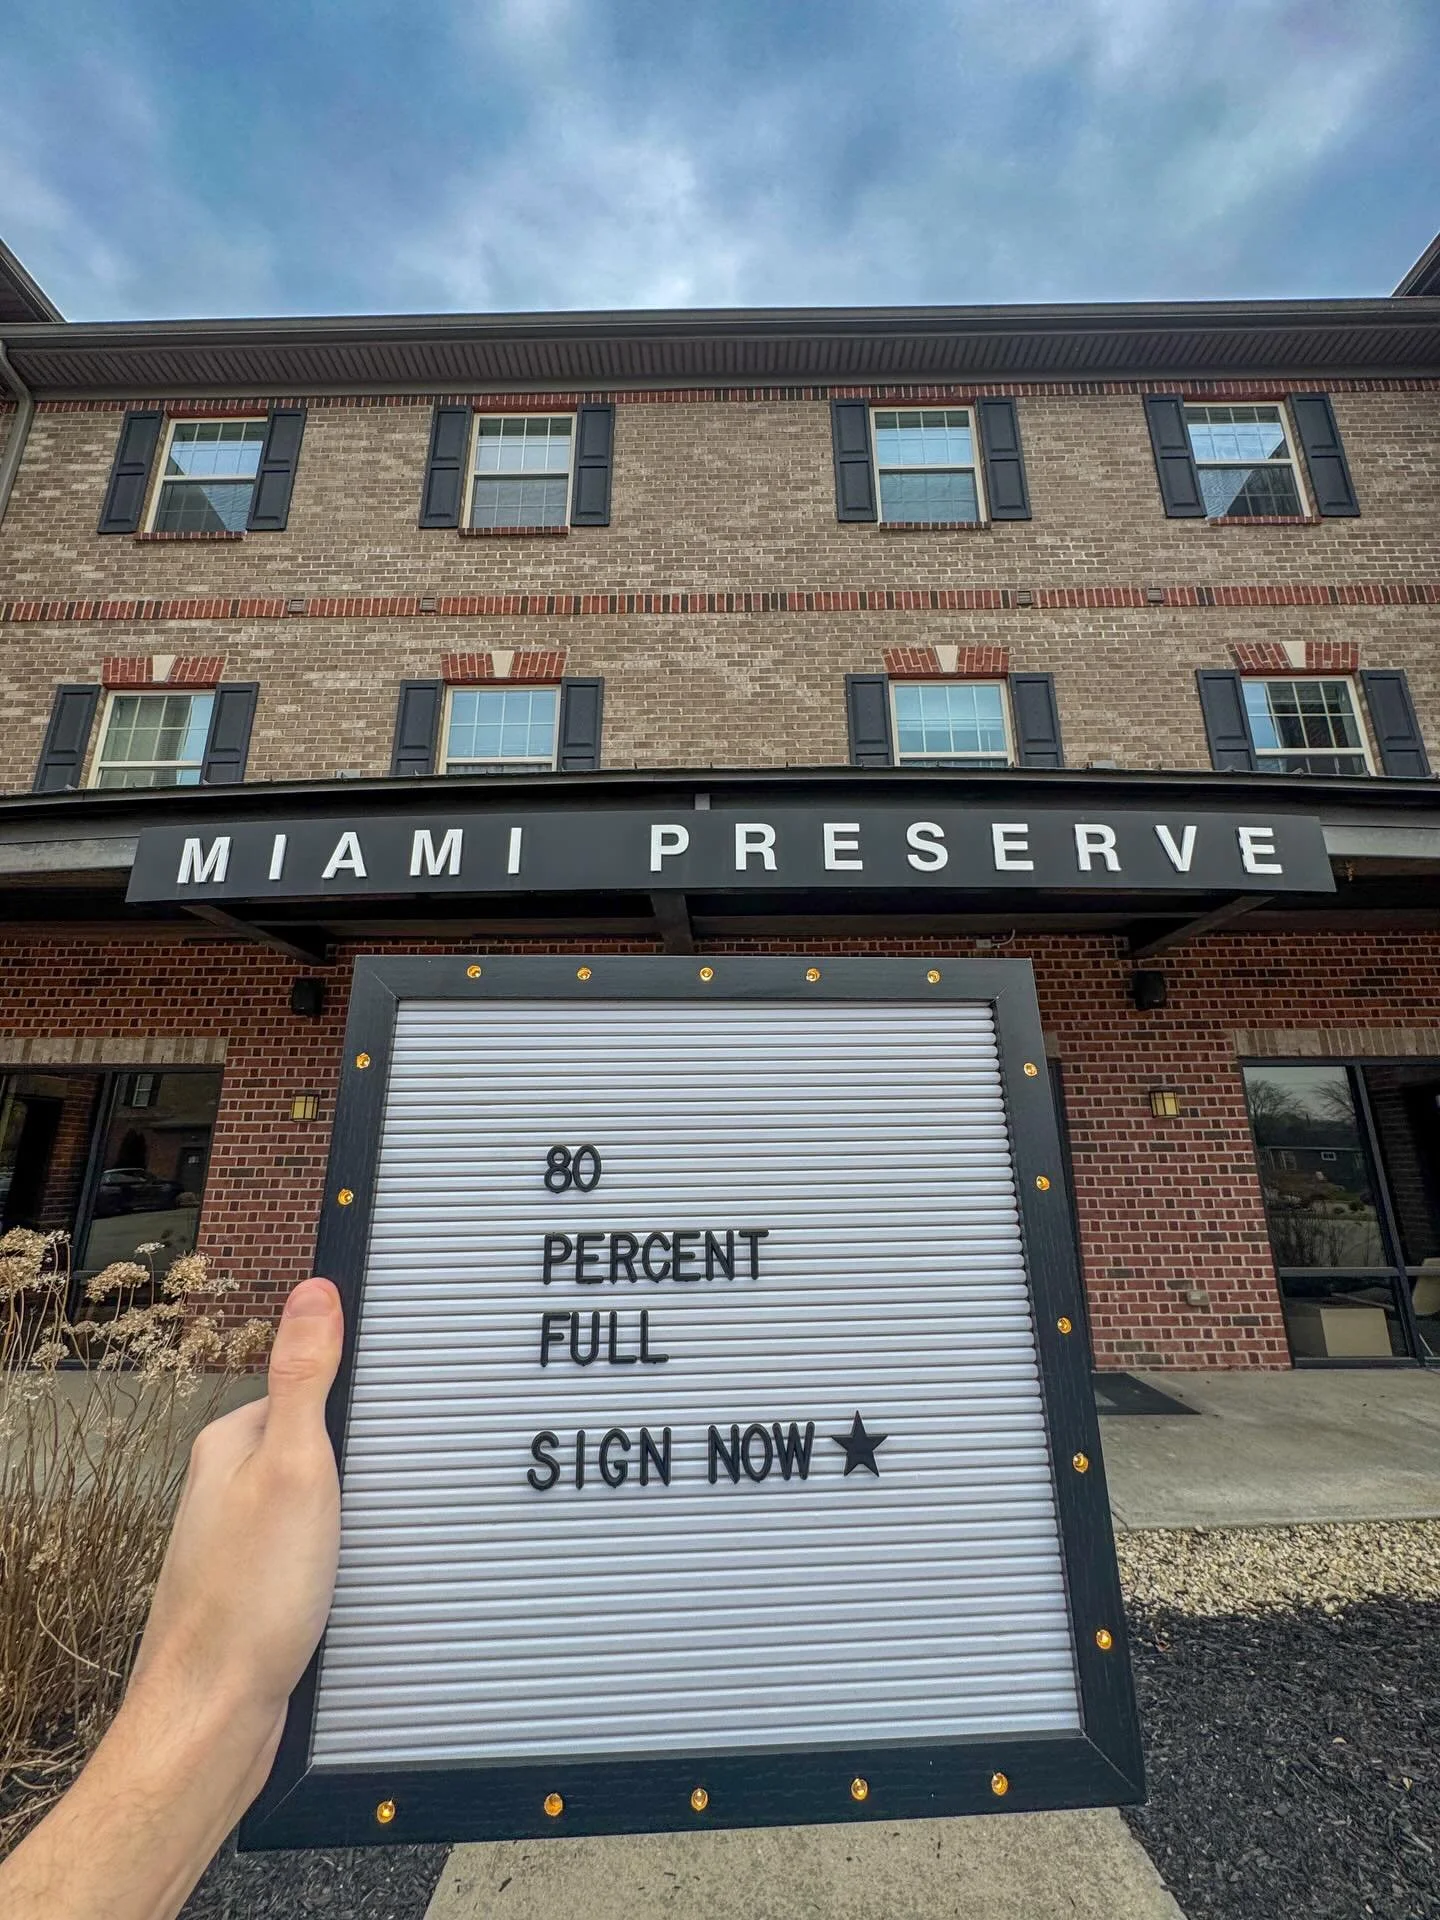 MIAMI PRESERVE
80
PERCENT
FULL
SIGN NOW★